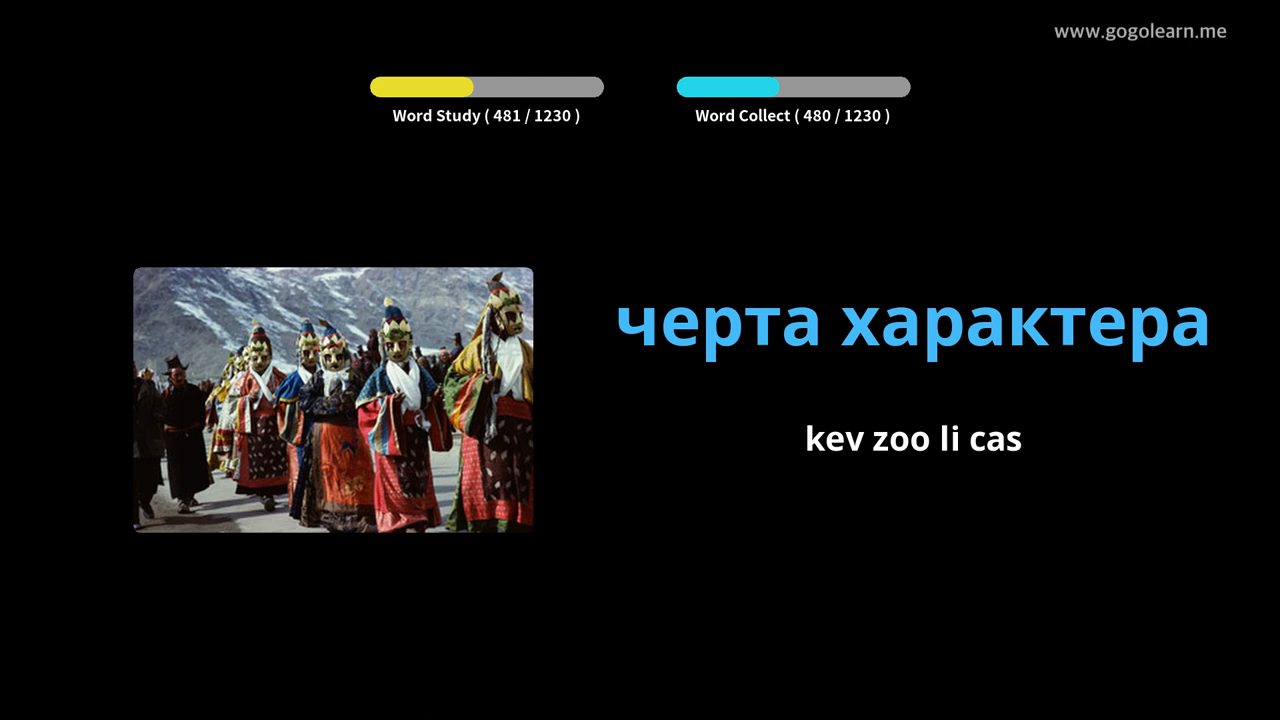 www.gogolearn.me
Word Study ( 481 / 1230 )
Word Collect ( 480 / 1230 )
черта характера
kev zoo li cas